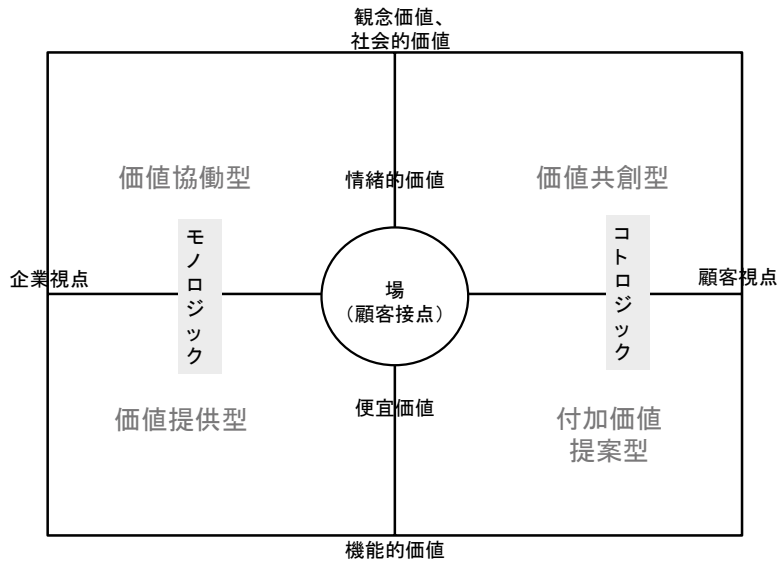 観念価値、
社会的価値
価値協働型
情緒的価値
価値共創型
モノロジック
コトロジック
企業視点
顧客視点
場
（顧客接点）
便宜価値
価値提供型
付加価値
提案型
機能的価値